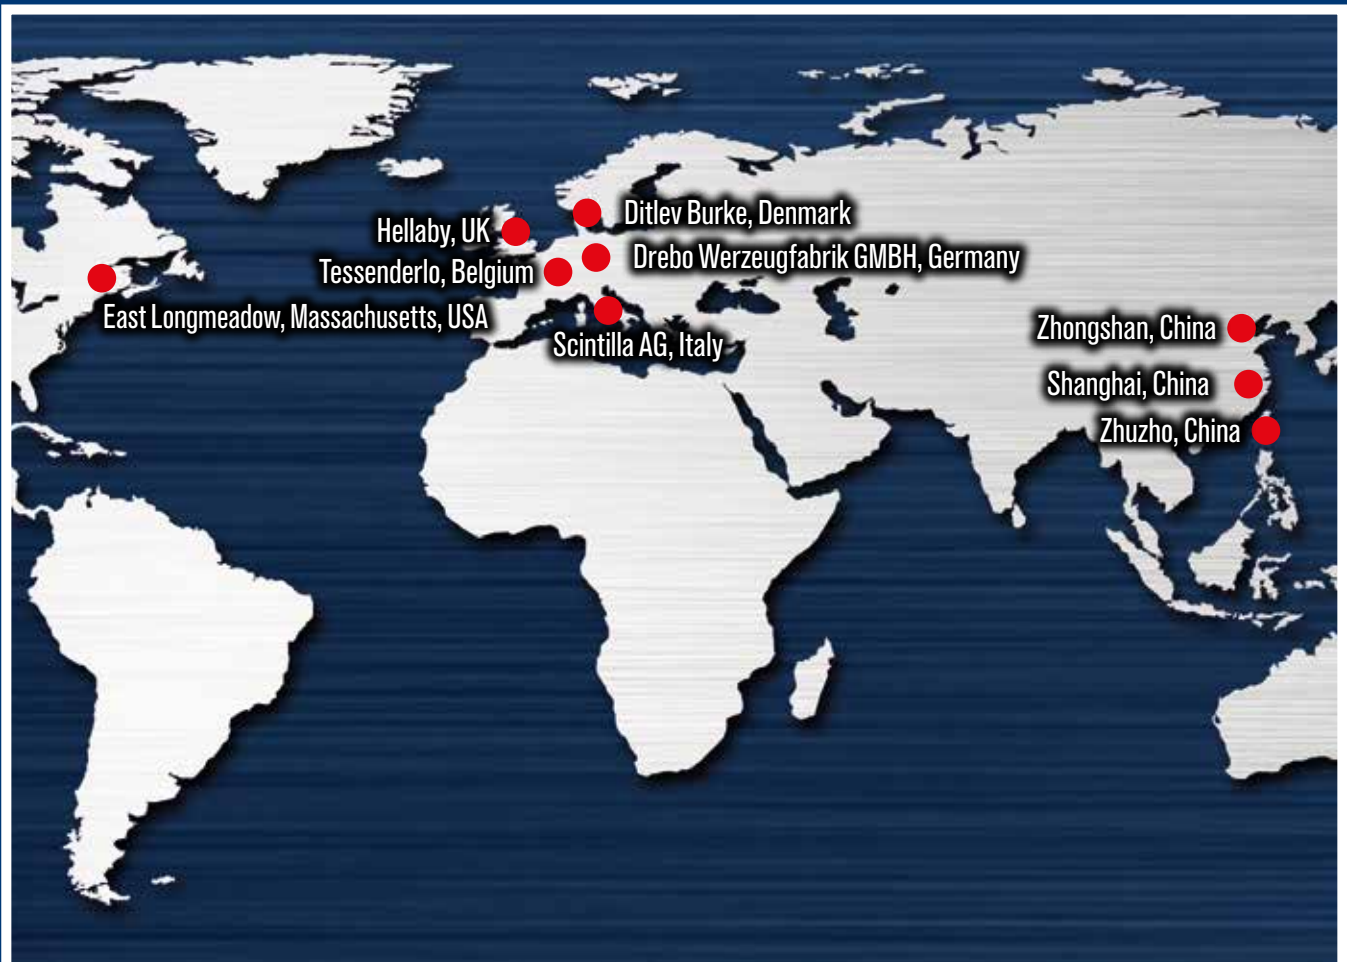 Ditlev Burke, Denmark
Hellaby, UK
Drebo Werzeugfabrik GMBH, Germany
Tessenderlo, Belgium
East Longmeadow, Massachusetts, USA
Scintilla AG, Italy
Zhongshan, China
Shanghai, China
Zhuzho, China